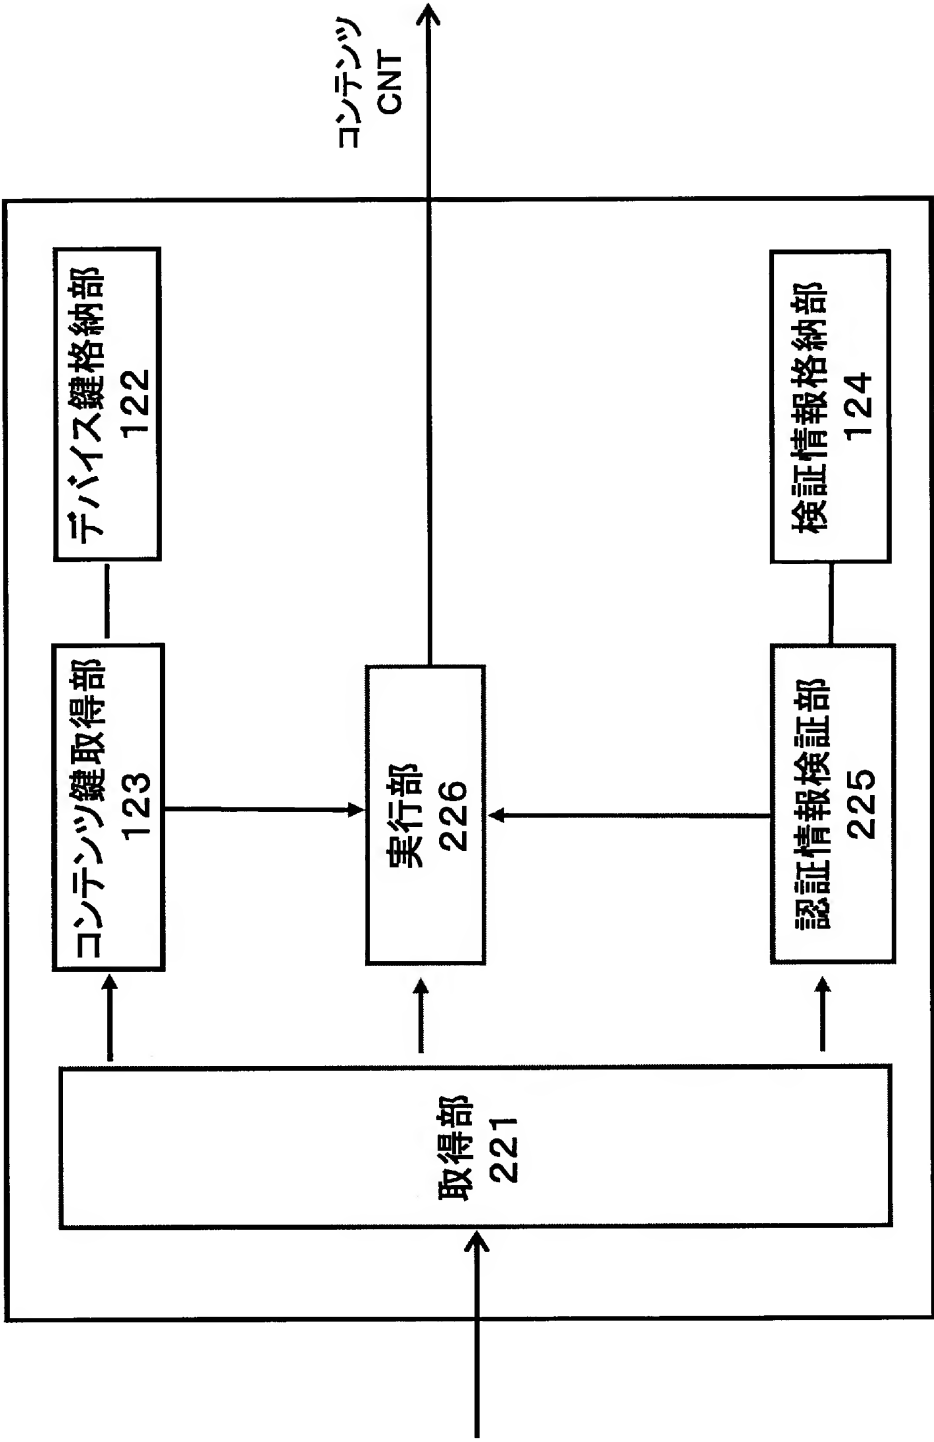 コンテンツ
CNT
デバイス鍵格納部
122
コンテンツ鍵取得部
123
実行部
226
取得部
221
検証情報格納部
124
認証情報検証部
225